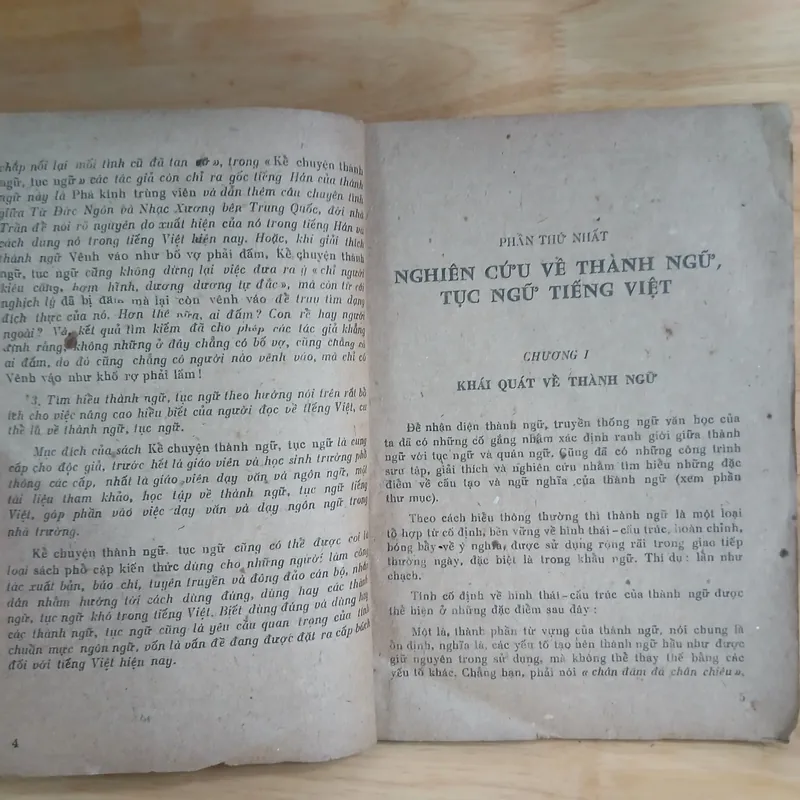 chắp nối lại mối tình cũ đã tan vỡ», trong «Kể chuyện thành
ngữ, tục ngữ» các tác giả còn chỉ ra gốc tiếng Hán của thành
ngữ này là Phá kính trùng viên và dẫn thêm câu chuyện tình
giữa Từ Đức Ngôn và Nhạc Xương bên Trung Quốc, đời nhà
Trần để nói rõ nguyên do xuất hiện của nó trong tiếng Hán và
cách dùng nó trong tiếng Việt hiện nay. Hoặc, khi giải thích
thành ngữ Vênh váo như bố vợ phải đấm, Kể chuyện thành
ngữ, tục ngữ cũng không dừng lại việc đưa ra ý «chỉ người
kiêu căng, hợm hĩnh, dương dương tự đắc», mà còn từ cái
nghịch lý đã bị đấm mà lại còn vênh váo để truy tìm dạng
đích thực của nó. Hơn thế nữa, ai đấm? Con rể hay người
ngoài? Và kết quả tìm kiếm đã cho phép các tác giả khẳng
định rằng, không những ở đây chẳng có bố vợ, cũng chẳng có
ai đấm, do đó cũng chẳng có người nào vênh váo, mà chỉ có
Vênh váo như khố rợ phải lấm!
3. Tìm hiểu thành ngữ, tục ngữ theo hướng nói trên rất bổ
ích cho việc nâng cao hiểu biết của người đọc về tiếng Việt, cụ
thể là về thành ngữ, tục ngữ.
Mục đích của sách Kể chuyện thành ngữ, tục ngữ là cung
cấp cho độc giả, trước hết là giáo viên và học sinh trường phổ
thông các cấp, nhất là giáo viên dạy văn và ngôn ngữ, một
tài liệu tham khảo, học tập về thành ngữ, tục ngữ tiếng
Việt, góp phần vào việc dạy văn và dạy ngôn ngữ trong
nhà trường.
Kể chuyện thành ngữ, tục ngữ cũng có thể được coi là
loại sách phổ cập kiến thức dùng cho những người làm công
tác xuất bản, báo chí, tuyên truyền và đông đảo cán bộ, nhân
dân nhằm hướng tới cách dùng đúng, dùng hay các thành
ngữ, tục ngữ khó trong tiếng Việt. Biết dùng đúng và dùng hay
các thành ngữ, tục ngữ cũng là yêu cầu quan trọng của tính
chuẩn mực ngôn ngữ, vốn là vấn đề đang được đặt ra cấp bách
đối với tiếng Việt hiện nay.
4
PHẦN THỨ NHẤT
NGHIÊN CỨU VỀ THÀNH NGỮ,
TỤC NGỮ TIẾNG VIỆT
CHƯƠNG I
KHÁI QUÁT VỀ THÀNH NGỮ
Để nhận diện thành ngữ, truyền thống ngữ văn học của
ta đã có những cố gắng nhằm xác định ranh giới giữa thành
ngữ với tục ngữ và quán ngữ. Cũng đã có những công trình
sưu tập, giải thích và nghiên cứu nhằm tìm hiểu những đặc
điểm về cấu tạo và ngữ nghĩa của thành ngữ (xem phần
thư mục).
Theo cách hiểu thông thường thì thành ngữ là một loại
tổ hợp từ cố định, bền vững về hình thái-cấu trúc, hoàn chỉnh,
bóng bẩy về ý nghĩa, được sử dụng rộng rãi trong giao tiếp
thường ngày, đặc biệt là trong khẩu ngữ. Thí dụ: lẩn như
chạch.
Tính cố định về hình thái-cấu trúc của thành ngữ được
thể hiện ở những đặc điểm sau đây:
Một là, thành phần từ vựng của thành ngữ, nói chung là
ổn định, nghĩa là, các yếu tố tạo nên thành ngữ hầu như được
giữ nguyên trong sử dụng, mà không thể thay thế bằng các
yếu tố khác. Chẳng hạn, phải nói «chân đăm đá chân chiêu»,
5